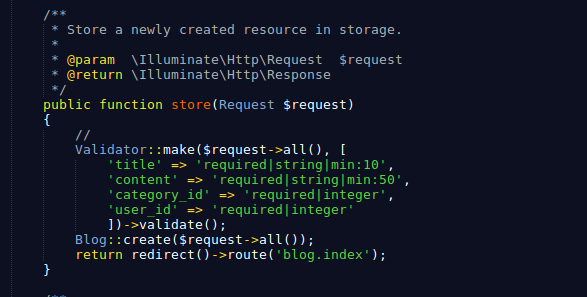 /**
 * Store a newly created resource in storage.
 *
 * @param  \Illuminate\Http\Request  $request
 * @return \Illuminate\Http\Response
 */
public function store(Request $request)
{
    //
    Validator::make($request->all(), [
        'title' => 'required|string|min:10',
        'content' => 'required|string|min:50',
        'category_id' => 'required|integer',
        'user_id' => 'required|integer'
        ])->validate();
    Blog::create($request->all());
    return redirect()->route('blog.index');
}